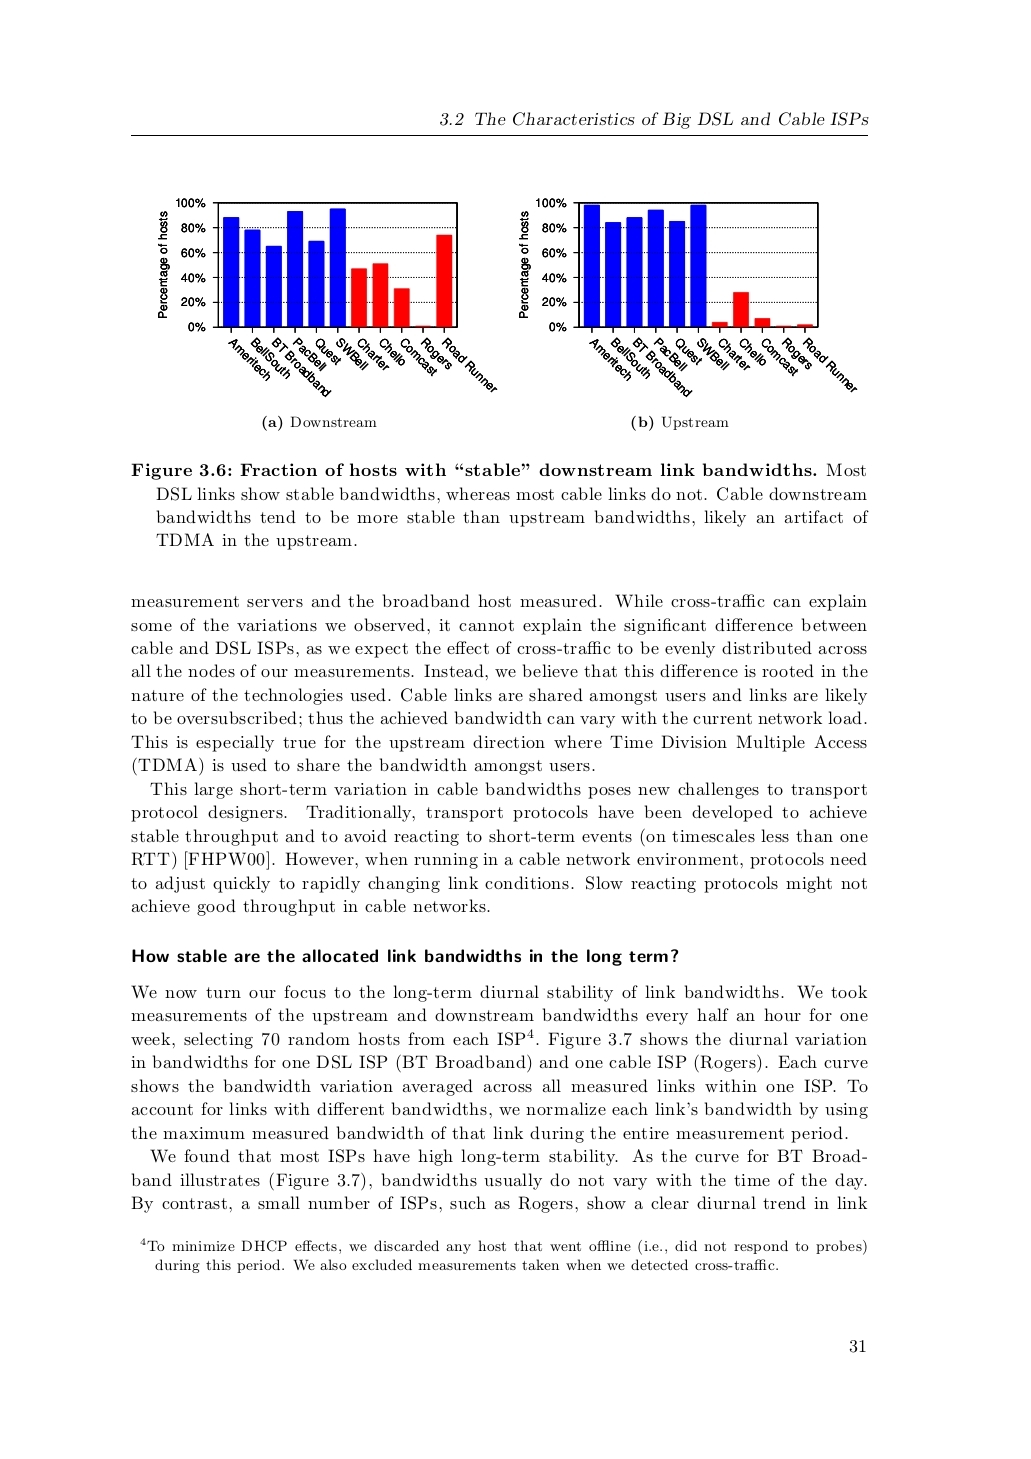 3.2 The Characteristics of Big DSL and Cable ISPs
100%
80%
60%
40%
20%
0%
Percentage of hosts
Ameritech
BellSouth
BT Broadband
PacBell
Quest
SWBell
Charter
Chello
Comcast
Rogers
Road Runner
(a) Downstream
100%
80%
60%
40%
20%
0%
Percentage of hosts
Ameritech
BellSouth
BT Broadband
PacBell
Quest
SWBell
Charter
Chello
Comcast
Rogers
Road Runner
(b) Upstream
Figure 3.6: Fraction of hosts with “stable” downstream link bandwidths. Most
DSL links show stable bandwidths, whereas most cable links do not. Cable downstream
bandwidths tend to be more stable than upstream bandwidths, likely an artifact of
TDMA in the upstream.
measurement servers and the broadband host measured. While cross-traffic can explain
some of the variations we observed, it cannot explain the significant difference between
cable and DSL ISPs, as we expect the effect of cross-traffic to be evenly distributed across
all the nodes of our measurements. Instead, we believe that this difference is rooted in the
nature of the technologies used. Cable links are shared amongst users and links are likely
to be oversubscribed; thus the achieved bandwidth can vary with the current network load.
This is especially true for the upstream direction where Time Division Multiple Access
(TDMA) is used to share the bandwidth amongst users.
This large short-term variation in cable bandwidths poses new challenges to transport
protocol designers. Traditionally, transport protocols have been developed to achieve
stable throughput and to avoid reacting to short-term events (on timescales less than one
RTT) [FHPW00]. However, when running in a cable network environment, protocols need
to adjust quickly to rapidly changing link conditions. Slow reacting protocols might not
achieve good throughput in cable networks.
How stable are the allocated link bandwidths in the long term?
We now turn our focus to the long-term diurnal stability of link bandwidths. We took
measurements of the upstream and downstream bandwidths every half an hour for one
week, selecting 70 random hosts from each ISP⁴. Figure 3.7 shows the diurnal variation
in bandwidths for one DSL ISP (BT Broadband) and one cable ISP (Rogers). Each curve
shows the bandwidth variation averaged across all measured links within one ISP. To
account for links with different bandwidths, we normalize each link’s bandwidth by using
the maximum measured bandwidth of that link during the entire measurement period.
We found that most ISPs have high long-term stability. As the curve for BT Broad-
band illustrates (Figure 3.7), bandwidths usually do not vary with the time of the day.
By contrast, a small number of ISPs, such as Rogers, show a clear diurnal trend in link
⁴To minimize DHCP effects, we discarded any host that went offline (i.e., did not respond to probes)
during this period. We also excluded measurements taken when we detected cross-traffic.
31